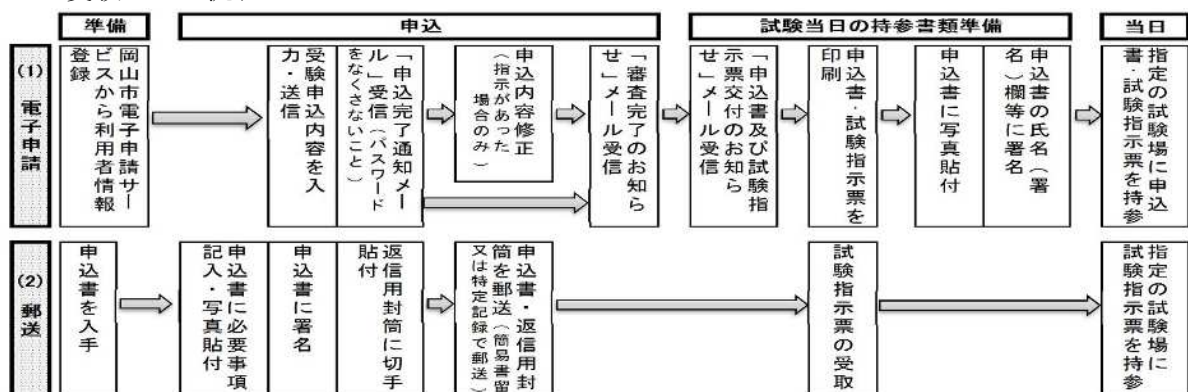 準備
申込
試験当日の持参書類準備
当日
(1)
電子申請
岡山市電子申請サー
ビスから利用者情報
登録
受験申込内容を入
力・送信
「申込完了通知メー
ル」受信(パスワード
をなくさないこと)
申込内容修正
(指示があった
場合のみ)
「審査完了のお知ら
せ」メール受信
「申込書及び試験指
示票交付のお知ら
せ」メール受信
申込書・試験指示票を
印刷
申込書に写真貼付
申込書の氏名(署
名)欄等に署名
指定の試験場に申込
書・試験指示票を持参
(2)
郵送
申込書を入手
申込書に必要事項
記入・写真貼付
申込書に署名
返信用封筒に切手
貼付
申込書・返信用封
筒を郵送(簡易書留
又は特定記録で郵送)
試験指示票の受取
指定の試験場に
試験指示票を持参